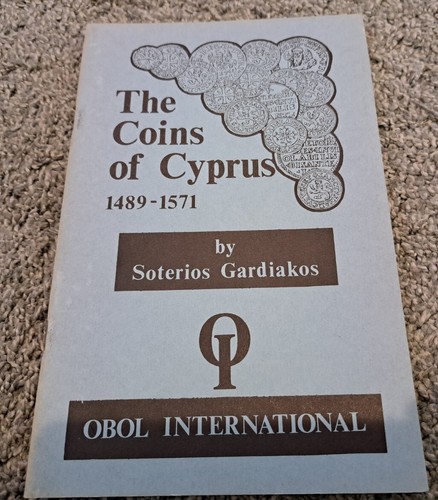 The
Coins
of Cyprus
1489-1571
by
Soterios Gardiakos
OI
OBOL INTERNATIONAL